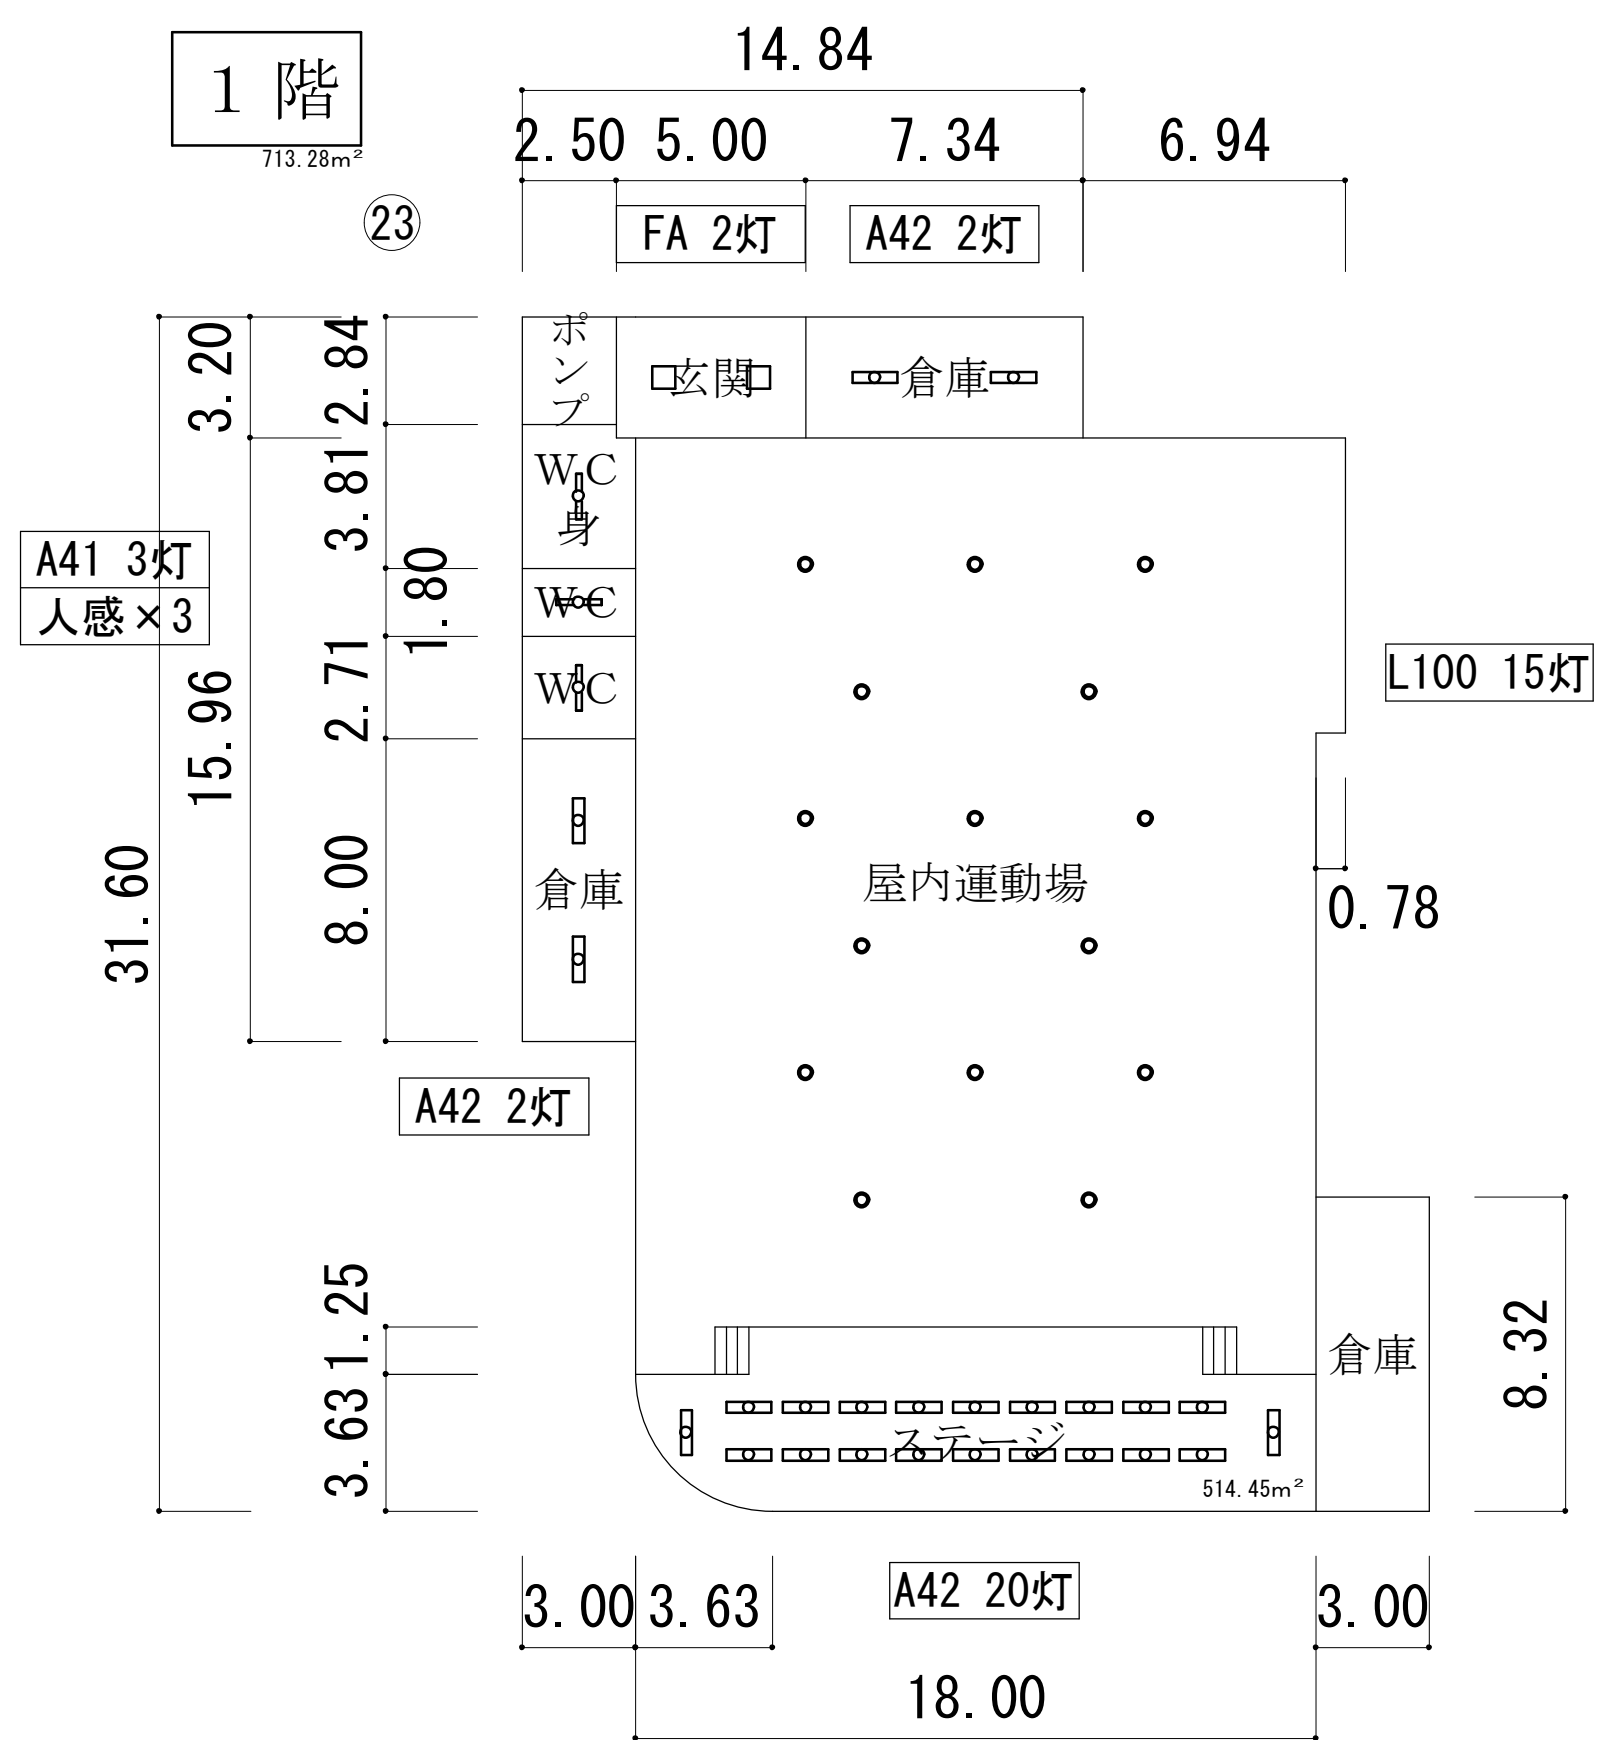 1 階
713.28m²
23
14.84
2.50
5.00
7.34
6.94
FA 2灯
A42 2灯
3.20
2.84
ポンプ
玄関
倉庫
3.81
WC
身
A41 3灯
人感×3
1.80
WC
2.71
WC
15.96
L100 15灯
31.60
8.00
倉庫
屋内運動場
0.78
A42 2灯
1.25
3.63
倉庫
8.32
ステージ
514.45m²
3.00
3.63
A42 20灯
3.00
18.00